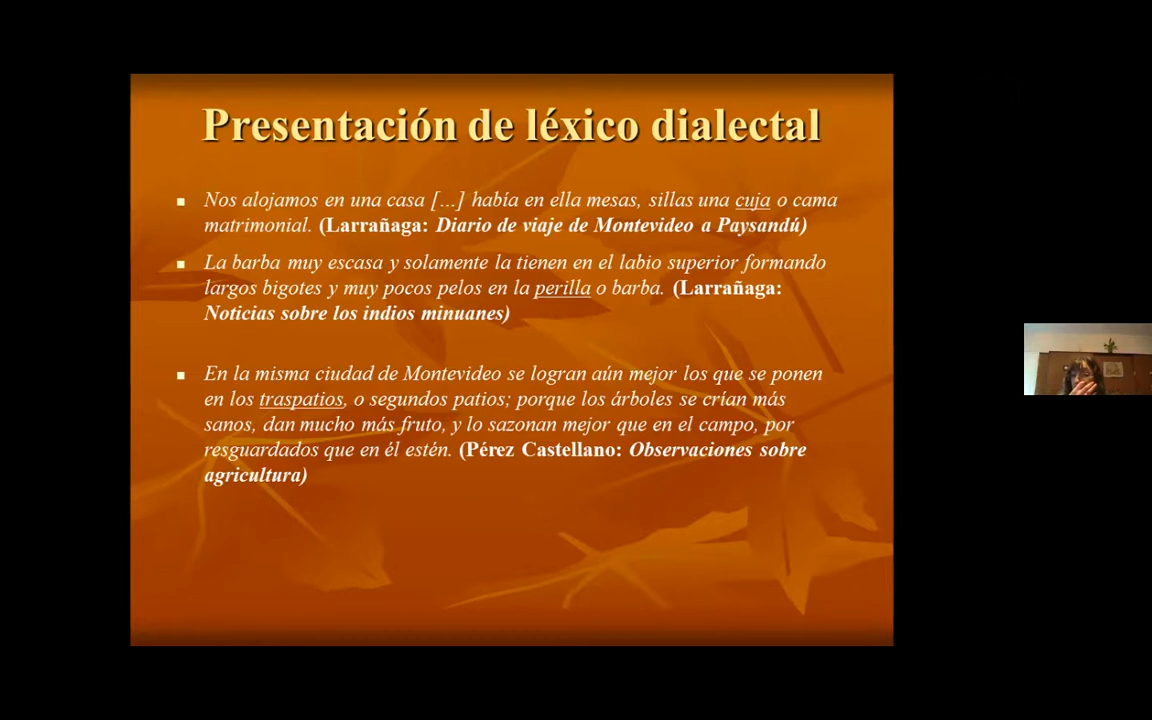 Presentación de léxico dialectal
Nos alojamos en una casa [...] había en ella mesas, sillas una cuja o cama
matrimonial. (Larrañaga: Diario de viaje de Montevideo a Paysandú)
La barba muy escasa y solamente la tienen en el labio superior formando
largos bigotes y muy pocos pelos en la perilla o barba. (Larrañaga:
Noticias sobre los indios minuanes)
En la misma ciudad de Montevideo se logran aún mejor los que se ponen
en los traspatios, o segundos patios; porque los árboles se crían más
sanos, dan mucho más fruto, y lo sazonan mejor que en el campo, por
resguardados que en él estén. (Pérez Castellano: Observaciones sobre
agricultura)